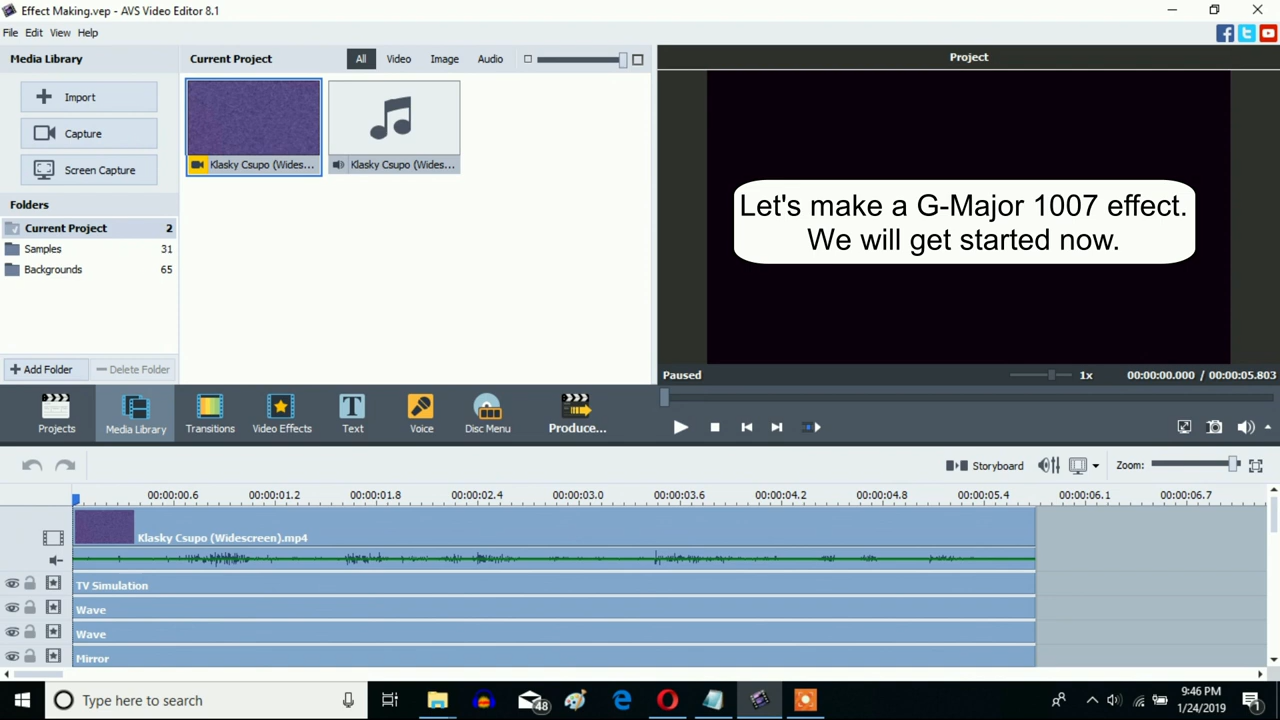 Effect Making.vep - AVS Video Editor 8.1
File Edit View Help
Media Library
Current Project
All Video Image Audio
Project
Import
Capture
Screen Capture
Klasky Csupo (Wides...
Klasky Csupo (Wides...
Let's make a G-Major 1007 effect.
We will get started now.
Folders
Current Project 2
Samples 31
Backgrounds 65
Add Folder
Delete Folder
Paused
1x
00:00:00.000 / 00:00:05.803
Projects
Media Library
Transitions
Video Effects
Text
Voice
Disc Menu
Produce...
Storyboard
Zoom:
00:00:00.6 00:00:01.2 00:00:01.8 00:00:02.4 00:00:03.0 00:00:03.6 00:00:04.2 00:00:04.8 00:00:05.4 00:00:06.1 00:00:06.7
Klasky Csupo (Widescreen).mp4
TV Simulation
Wave
Wave
Mirror
Type here to search
48
9:46 PM
1/24/2019
1